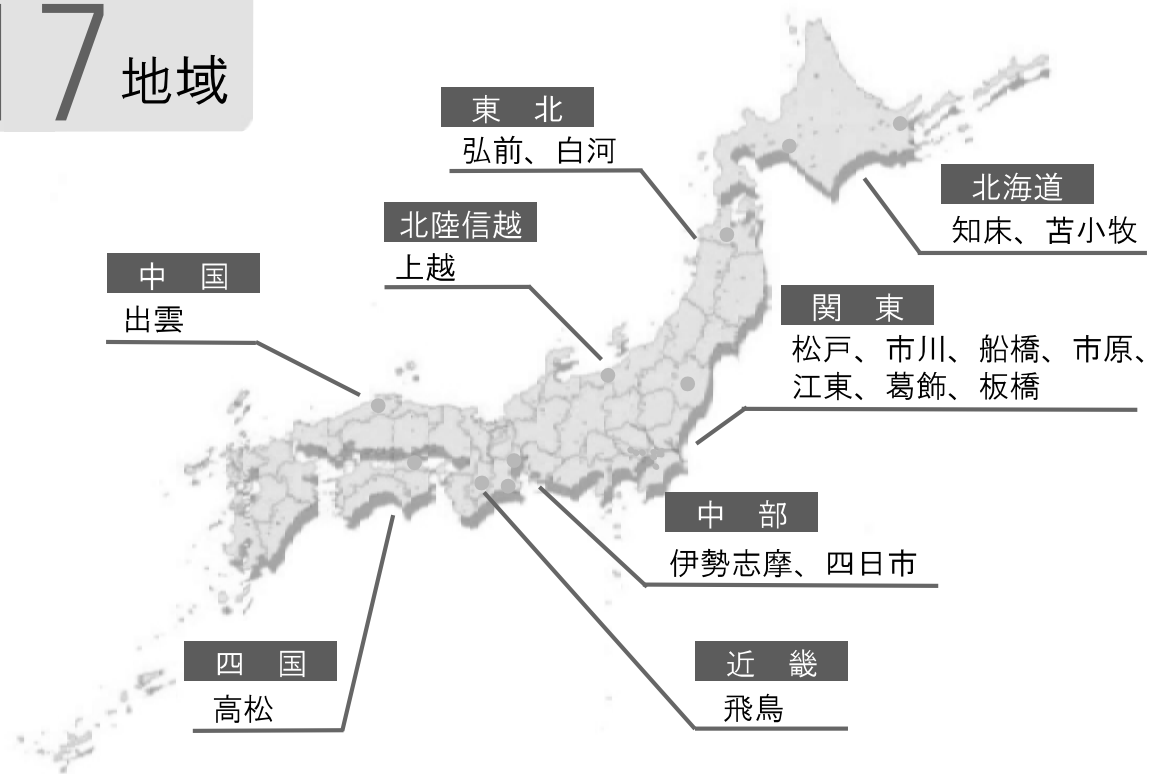 17地域
東 北
弘前、白河
北海道
知床、苫小牧
北陸信越
上越
中 国
出雲
関 東
松戸、市川、船橋、市原、
江東、葛飾、板橋
中 部
伊勢志摩、四日市
四 国
高松
近 畿
飛鳥